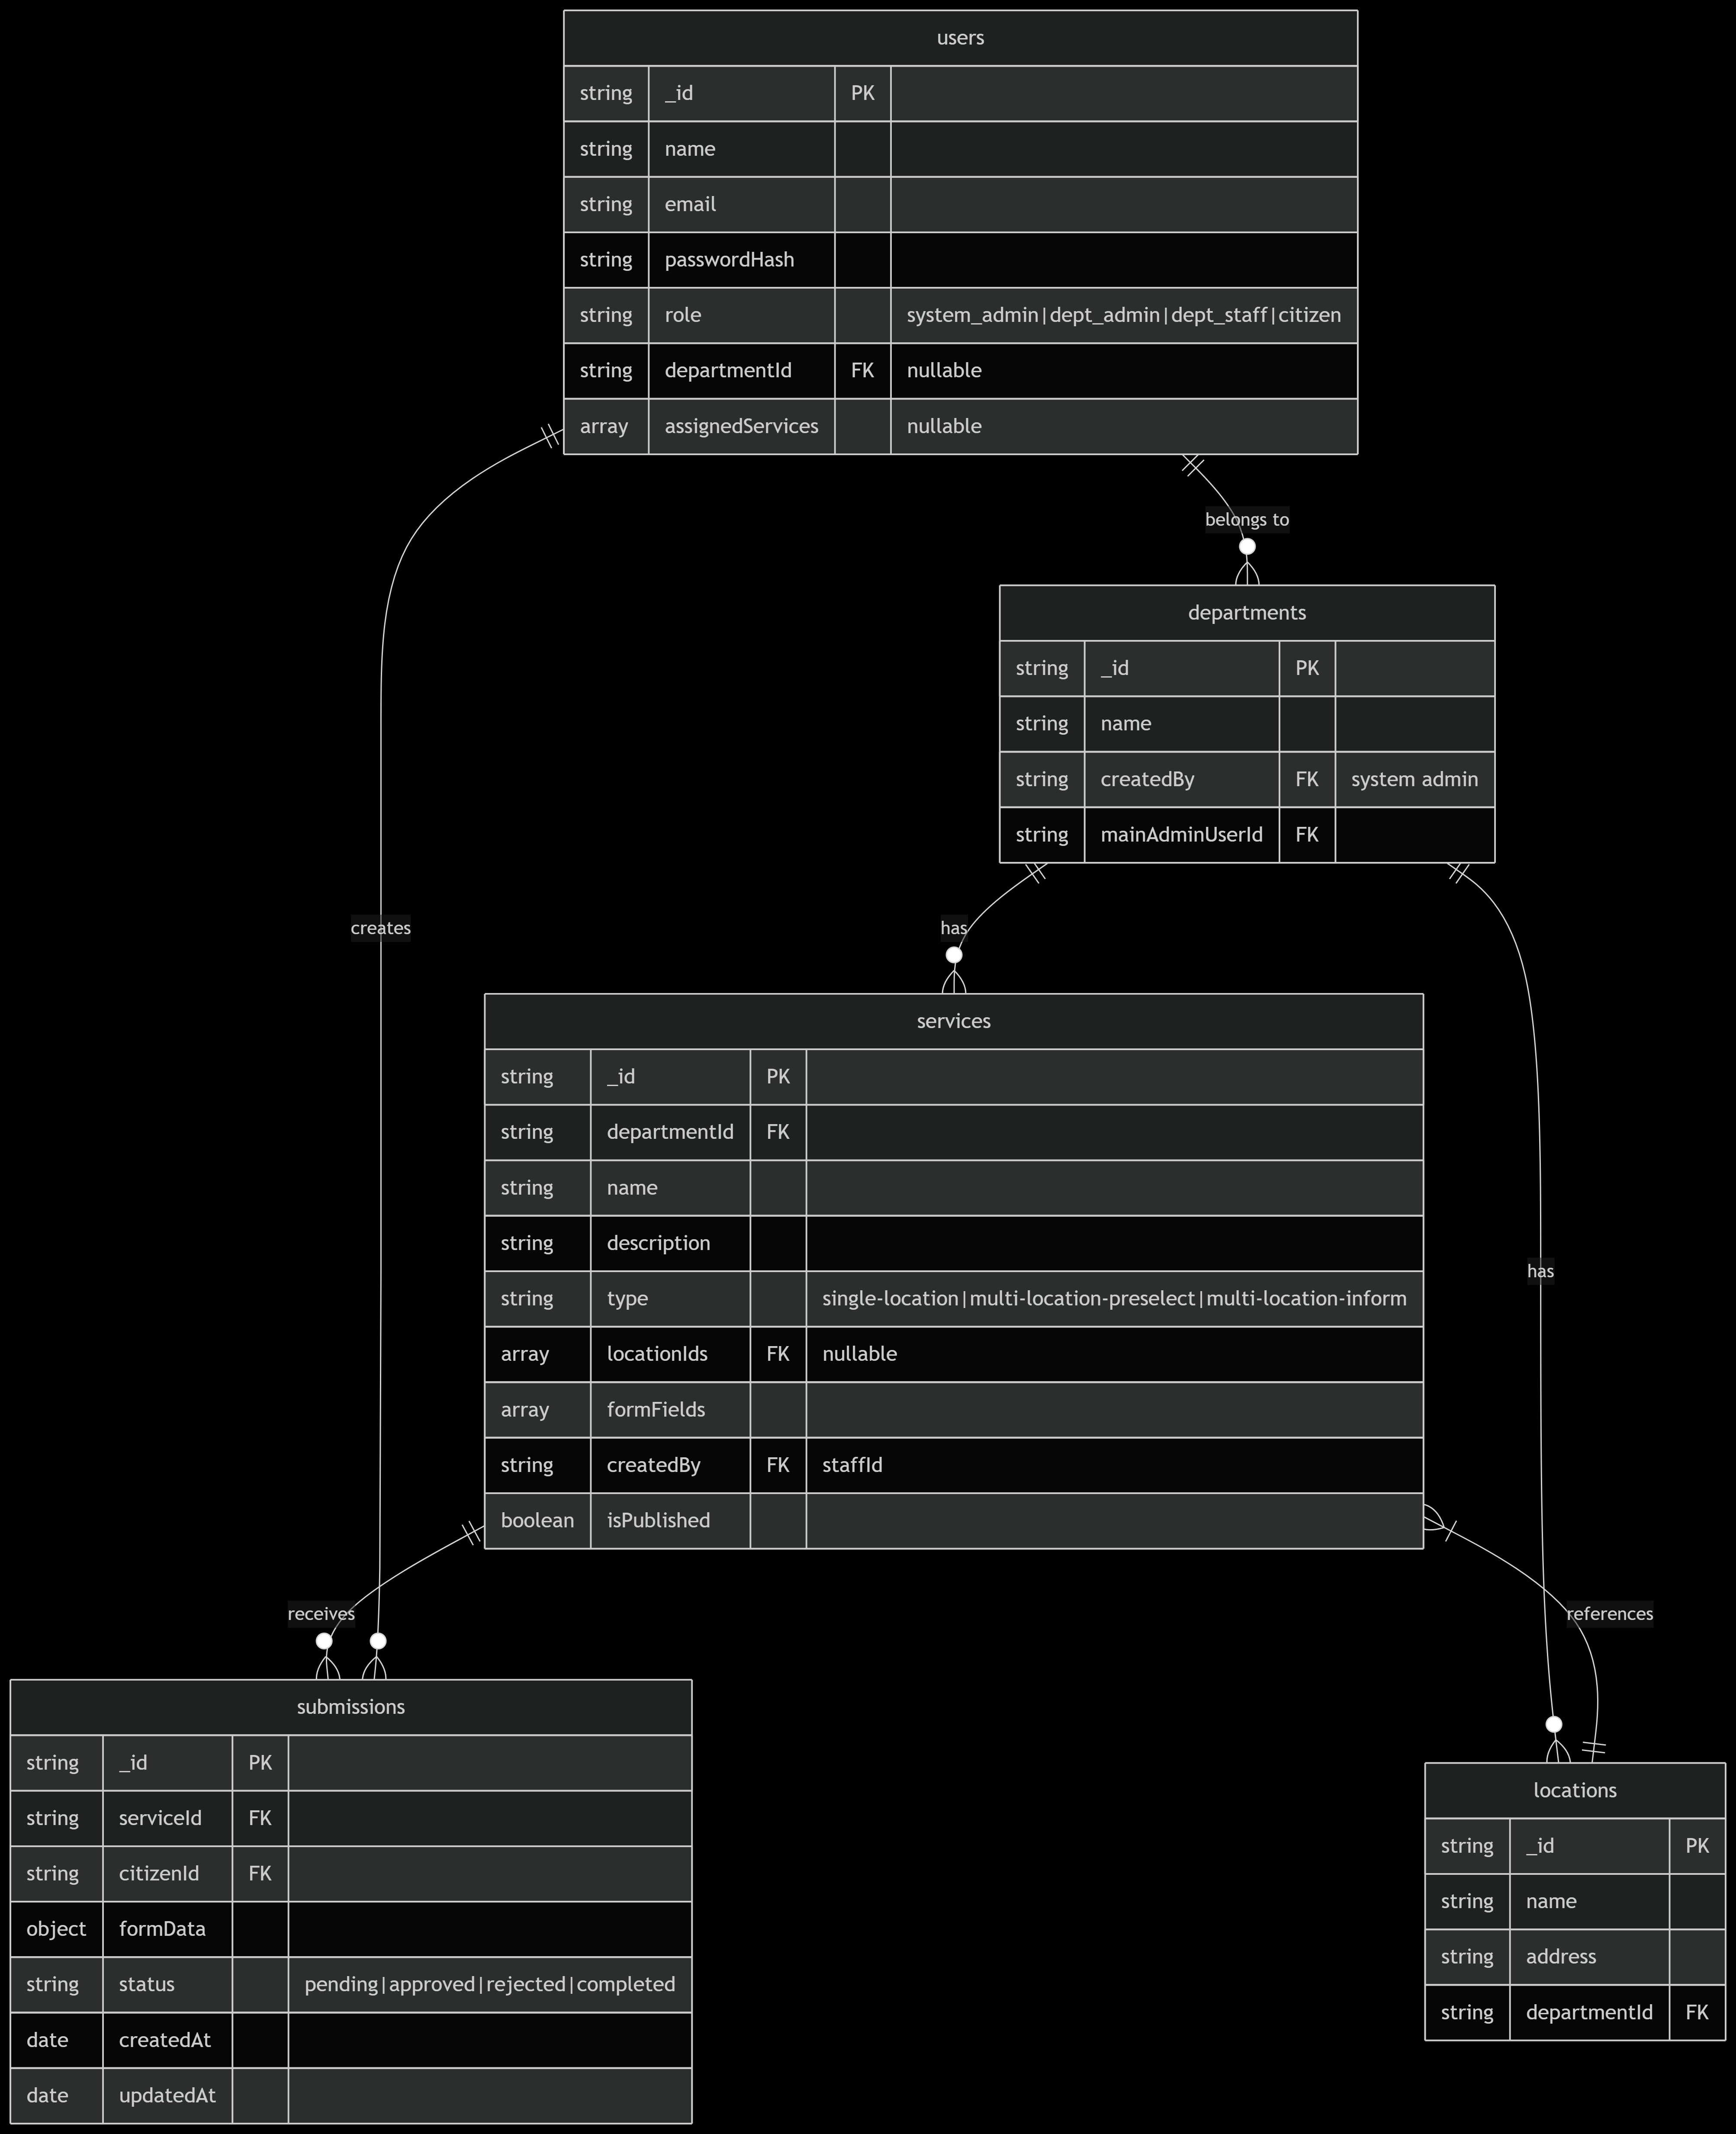 users
string _id PK
string name
string email
string passwordHash
string role system_admin|dept_admin|dept_staff|citizen
string departmentId FK nullable
array assignedServices nullable
belongs to
departments
string _id PK
string name
string createdBy FK system admin
string mainAdminUserId FK
creates
has
services
string _id PK
string departmentId FK
string name
string description
string type single-location|multi-location-preselect|multi-location-inform
array locationIds FK nullable
array formFields
string createdBy FK staffId
boolean isPublished
has
receives
references
submissions
string _id PK
string serviceId FK
string citizenId FK
object formData
string status pending|approved|rejected|completed
date createdAt
date updatedAt
locations
string _id PK
string name
string address
string departmentId FK